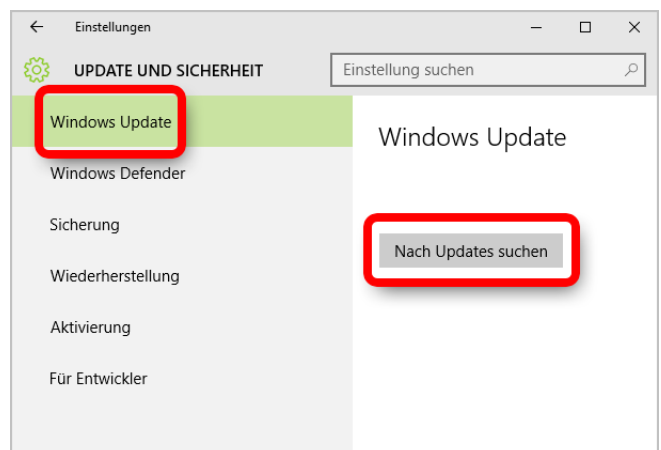 Einstellungen
UPDATE UND SICHERHEIT
Einstellung suchen
Windows Update
Windows Defender
Sicherung
Wiederherstellung
Aktivierung
Für Entwickler
Windows Update
Nach Updates suchen